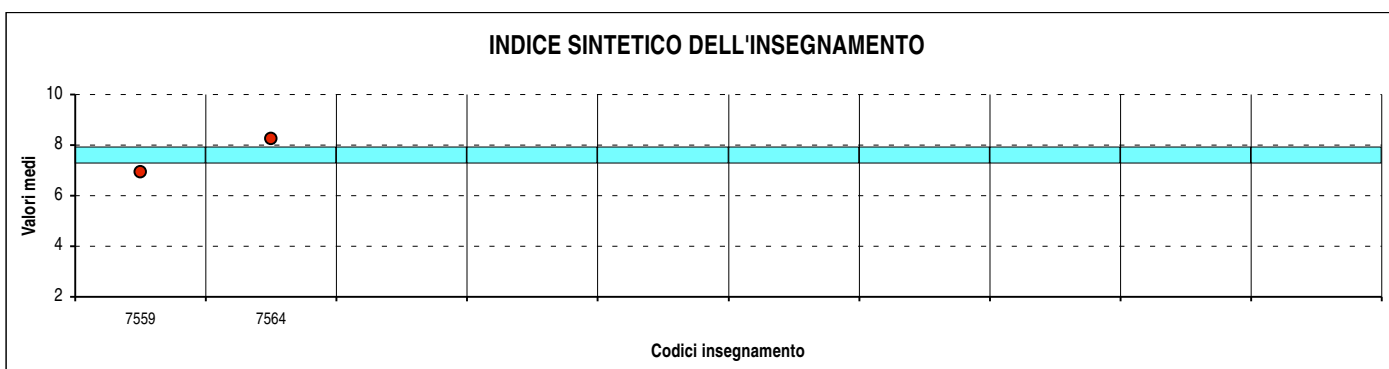 INDICE SINTETICO DELL'INSEGNAMENTO
10
8
6
4
2
Valori medi
7559 7564
Codici insegnamento